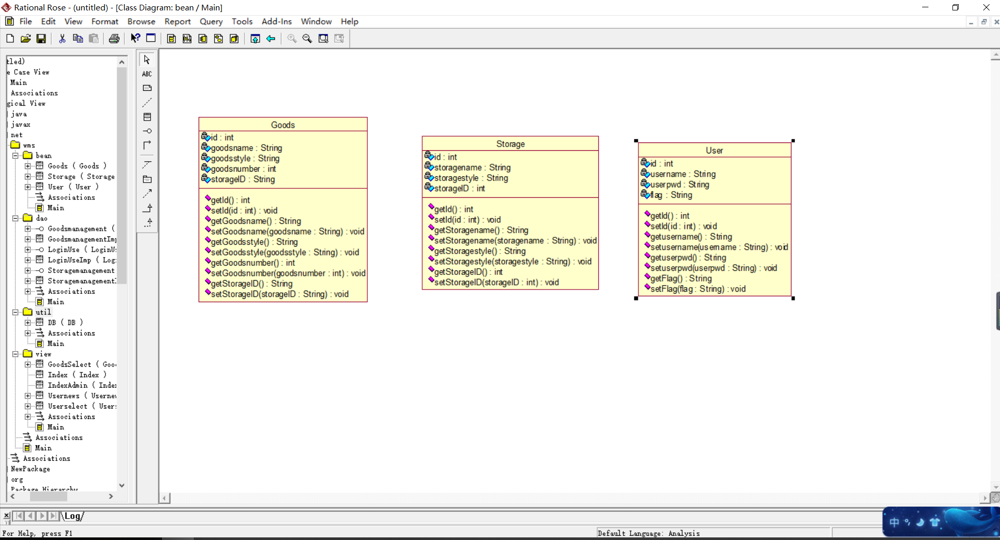 Rational Rose - (untitled) - [Class Diagram: bean / Main]
File Edit View Format Browse Report Query Tools Add-Ins Window Help
tled)
e Case View
Main
Associations
gical View
java
javax
net
wms
bean
Goods ( Goods )
Storage ( Storage
User ( User )
Associations
Main
dao
Goodsmanagement (
GoodsmanagementImp
LoginUse ( LoginU
LoginUseImp ( Log
Storagemanagement
StoragemanagementI
Associations
Main
util
DB ( DB )
Associations
Main
view
GoodsSelect ( Goo
Index ( Index )
IndexAdmin ( Inde
Usernews ( Userne
Userselect ( User
Associations
Main
Associations
Main
Associations
NewPackage
org
Package Hierarchy
ABC
Goods
id : int
goodsname : String
goodsstyle : String
goodsnumber : int
storageID : String
getId() : int
setId(id : int) : void
getGoodsname() : String
setGoodsname(goodsname : String) : void
getGoodsstyle() : String
setGoodsstyle(goodsstyle : String) : void
getGoodsnumber() : int
setGoodsnumber(goodsnumber : int) : void
getStorageID() : String
setStorageID(storageID : String) : void
Storage
id : int
storagename : String
storagestyle : String
storageID : int
getId() : int
setId(id : int) : void
getStoragename() : String
setStoragename(storagename : String) : void
getStoragestyle() : String
setStoragestyle(storagestyle : String) : void
getStorageID() : int
setStorageID(storageID : int) : void
User
id : int
username : String
userpwd : String
flag : String
getId() : int
setId(id : int) : void
getusername() : String
setusername(username : String) : void
getuserpwd() : String
setuserpwd(userpwd : String) : void
getFlag() : String
setFlag(flag : String) : void
Log
中
For Help, press F1
Default Language: Analysis